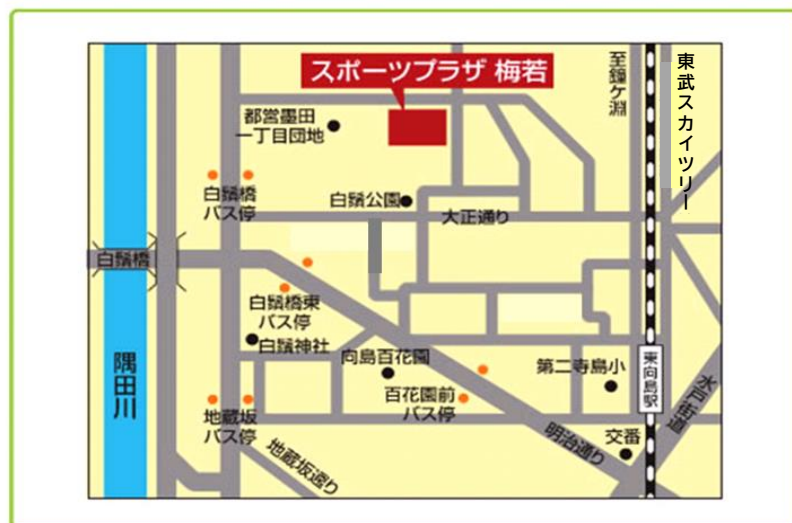 スポーツプラザ 梅若
至鐘ケ淵
東武スカイツリー
都営墨田
一丁目団地
白鬚橋
バス停
白鬚公園
大正通り
白鬚橋
白鬚橋東
バス停
白鬚神社
向島百花園
第二寺島小
東向島駅
隅田川
百花園前
バス停
水戸街道
地蔵坂
バス停
地蔵坂通り
明治通り
交番